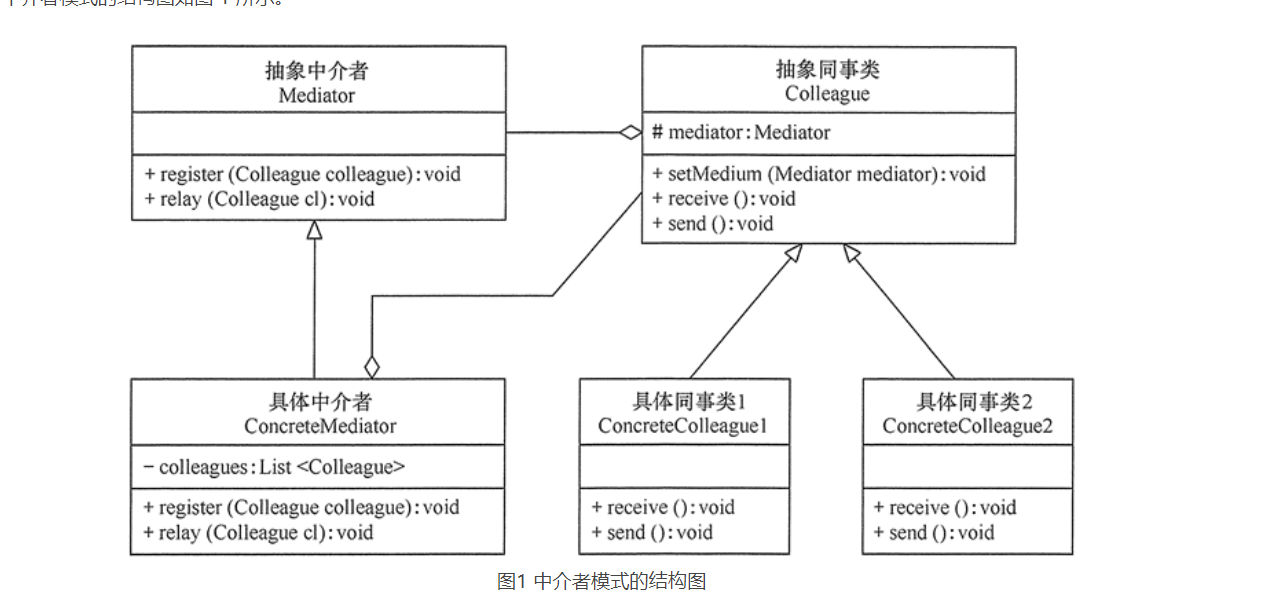 中介者模式的结构图如图 1 所示。
抽象中介者
Mediator
+ register (Colleague colleague): void
+ relay (Colleague cl): void
抽象同事类
Colleague
# mediator: Mediator
+ setMedium (Mediator mediator): void
+ receive (): void
+ send (): void
具体中介者
ConcreteMediator
− colleagues: List <Colleague>
+ register (Colleague colleague): void
+ relay (Colleague cl): void
具体同事类1
ConcreteColleague1
+ receive (): void
+ send (): void
具体同事类2
ConcreteColleague2
+ receive (): void
+ send (): void
图1 中介者模式的结构图